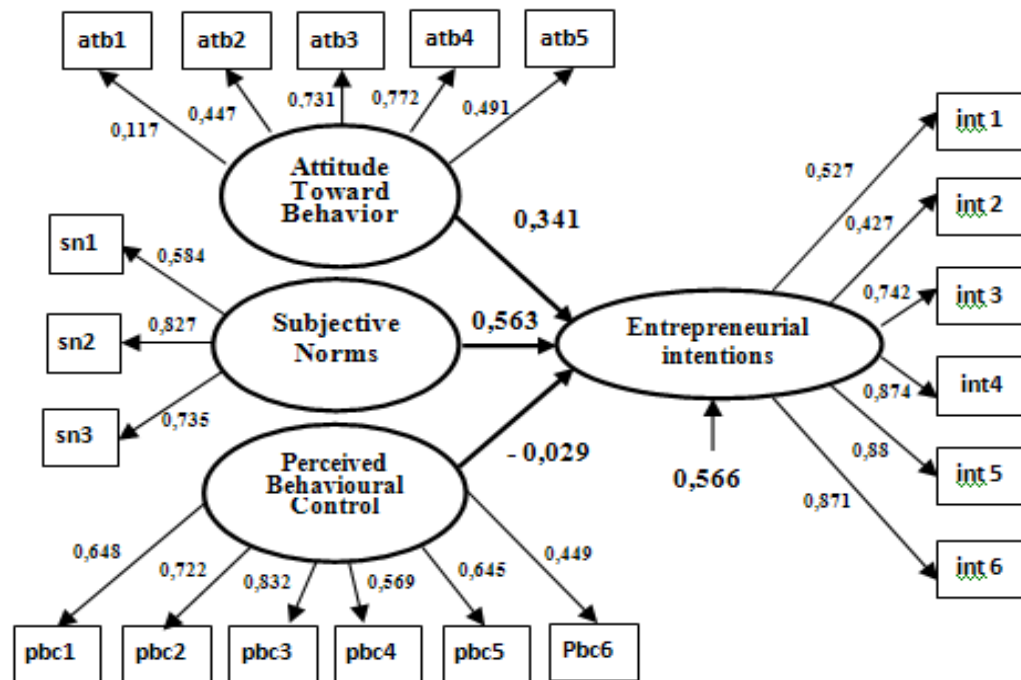 atb1
atb2
atb3
atb4
atb5
0,117
0,447
0,731
0,772
0,491
Attitude
Toward
Behavior
sn1
sn2
sn3
0,584
0,827
0,735
Subjective
Norms
Perceived
Behavioural
Control
0,341
0,563
- 0,029
Entrepreneurial
intentions
0,566
0,527
0,427
0,742
0,874
0,88
0,871
int 1
int 2
int 3
int4
int 5
int 6
0,648
0,722
0,832
0,569
0,645
0,449
pbc1
pbc2
pbc3
pbc4
pbc5
Pbc6